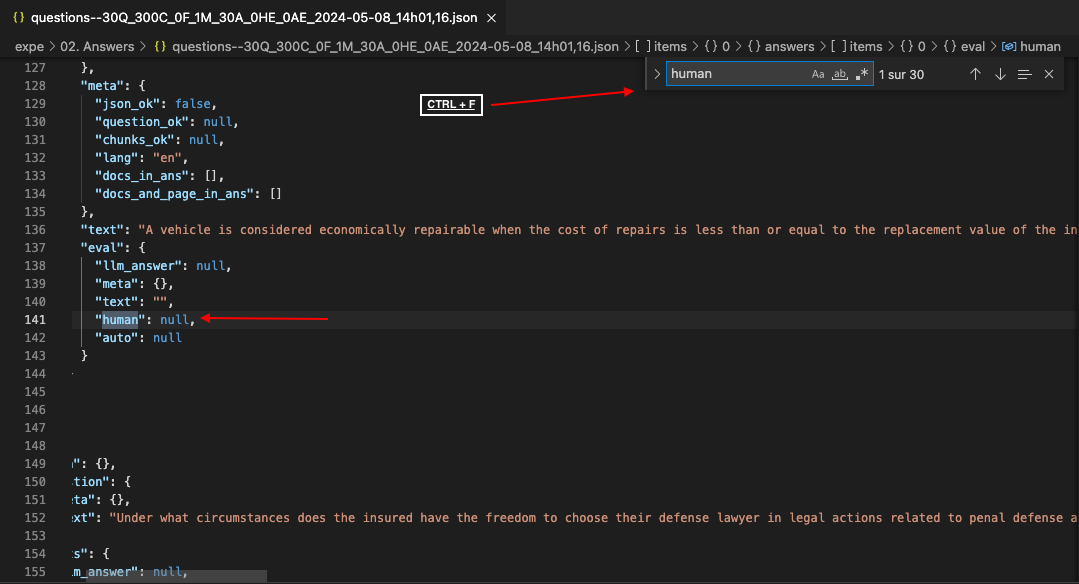 {} questions--30Q_300C_0F_1M_30A_0HE_0AE_2024-05-08_14h01,16.json ×
expe > 02. Answers > {} questions--30Q_300C_0F_1M_30A_0HE_0AE_2024-05-08_14h01,16.json > [ ] items > { } 0 > { } answers > [ ] items > { } 0 > { } eval > human
human Aa ab .* 1 sur 30
CTRL + F
127 },
128 "meta": {
129 "json_ok": false,
130 "question_ok": null,
131 "chunks_ok": null,
132 "lang": "en",
133 "docs_in_ans": [],
134 "docs_and_page_in_ans": []
135 },
136 "text": "A vehicle is considered economically repairable when the cost of repairs is less than or equal to the replacement value of the in
137 "eval": {
138 "llm_answer": null,
139 "meta": {},
140 "text": "",
141 "human": null,
142 "auto": null
143 }
144
145
146
147
148
149 ": {},
150 tion": {
151 ta": {},
152 ext": "Under what circumstances does the insured have the freedom to choose their defense lawyer in legal actions related to penal defense a
153
154 s": {
155 m_answer": null,